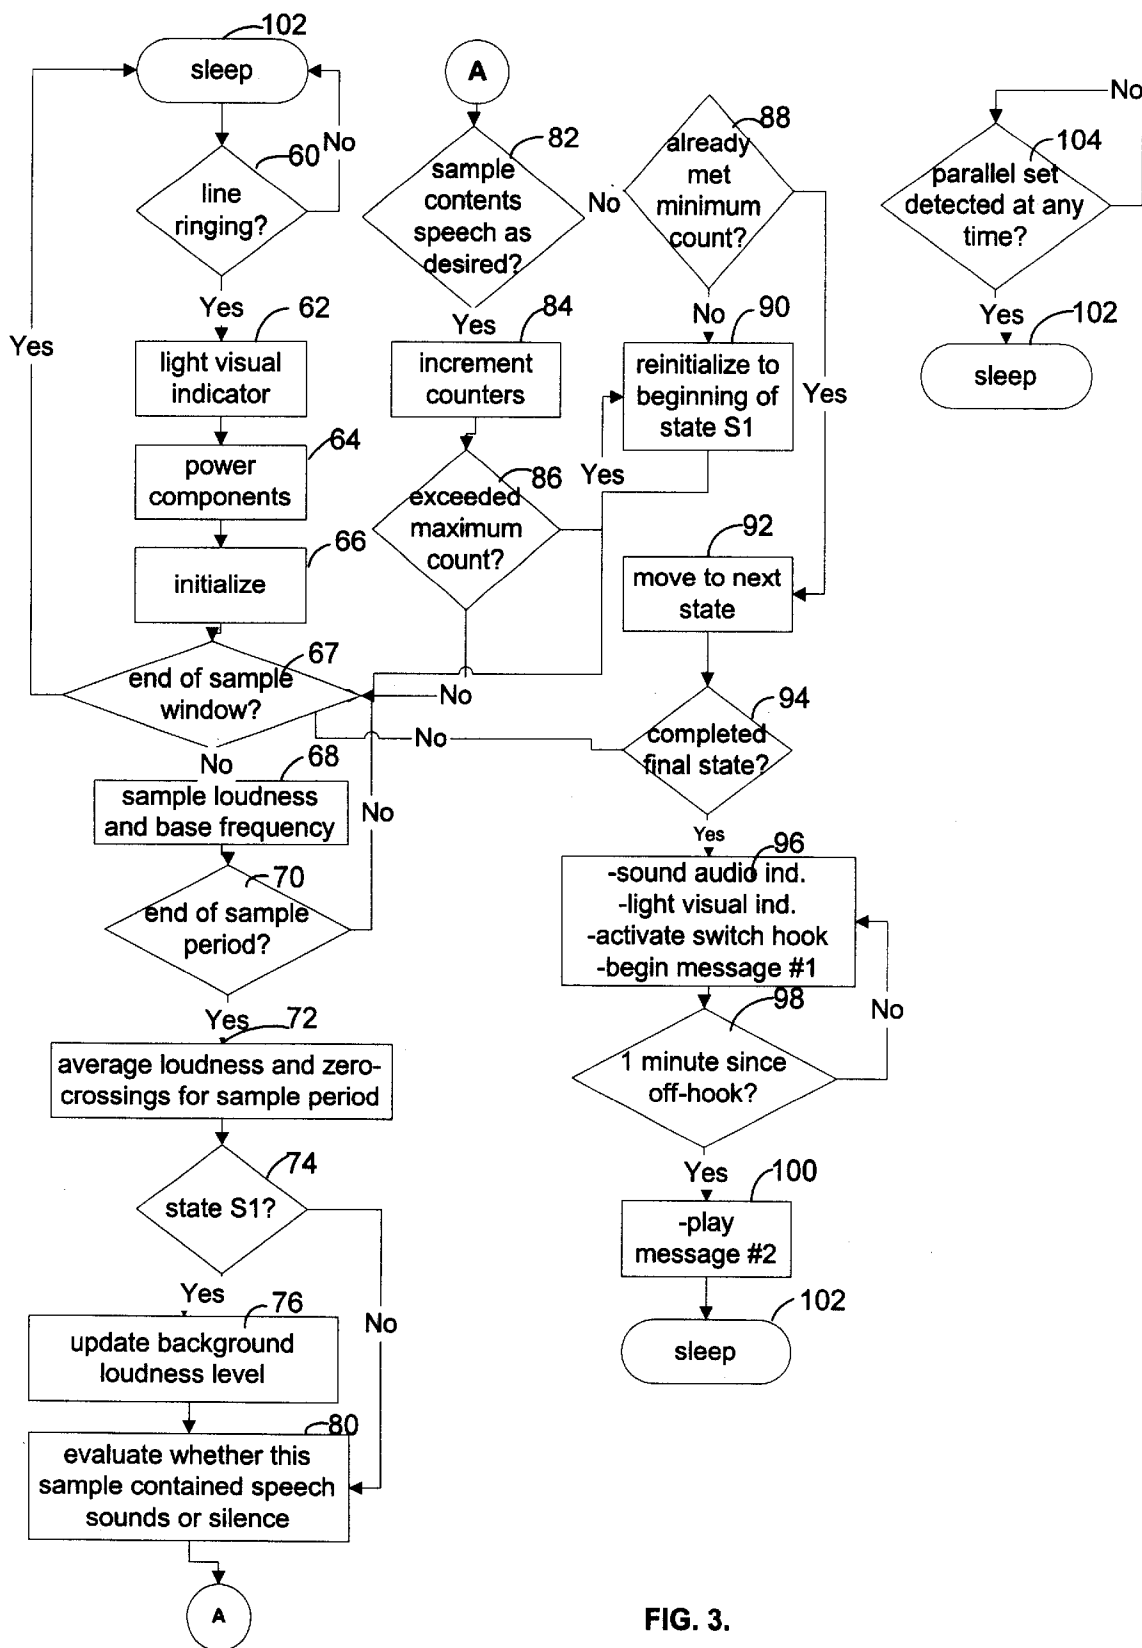 102
sleep
No
60
line
ringing?
Yes
Yes
62
light visual
indicator
64
power
components
66
initialize
67
end of sample
window?
No
68
sample loudness
and base frequency
No
70
end of sample
period?
Yes
72
average loudness and zero-
crossings for sample period
74
state S1?
Yes
No
76
update background
loudness level
80
evaluate whether this
sample contained speech
sounds or silence
A
A
82
sample
contents
speech as
desired?
No
Yes
84
increment
counters
86
exceeded
maximum
count?
Yes
No
88
already
met
minimum
count?
No
Yes
90
reinitialize to
beginning of
state S1
92
move to next
state
94
completed
final state?
No
Yes
96
-sound audio ind.
-light visual ind.
-activate switch hook
-begin message #1
98
No
1 minute since
off-hook?
Yes
100
-play
message #2
102
sleep
No
104
parallel set
detected at any
time?
Yes
102
sleep
FIG. 3.